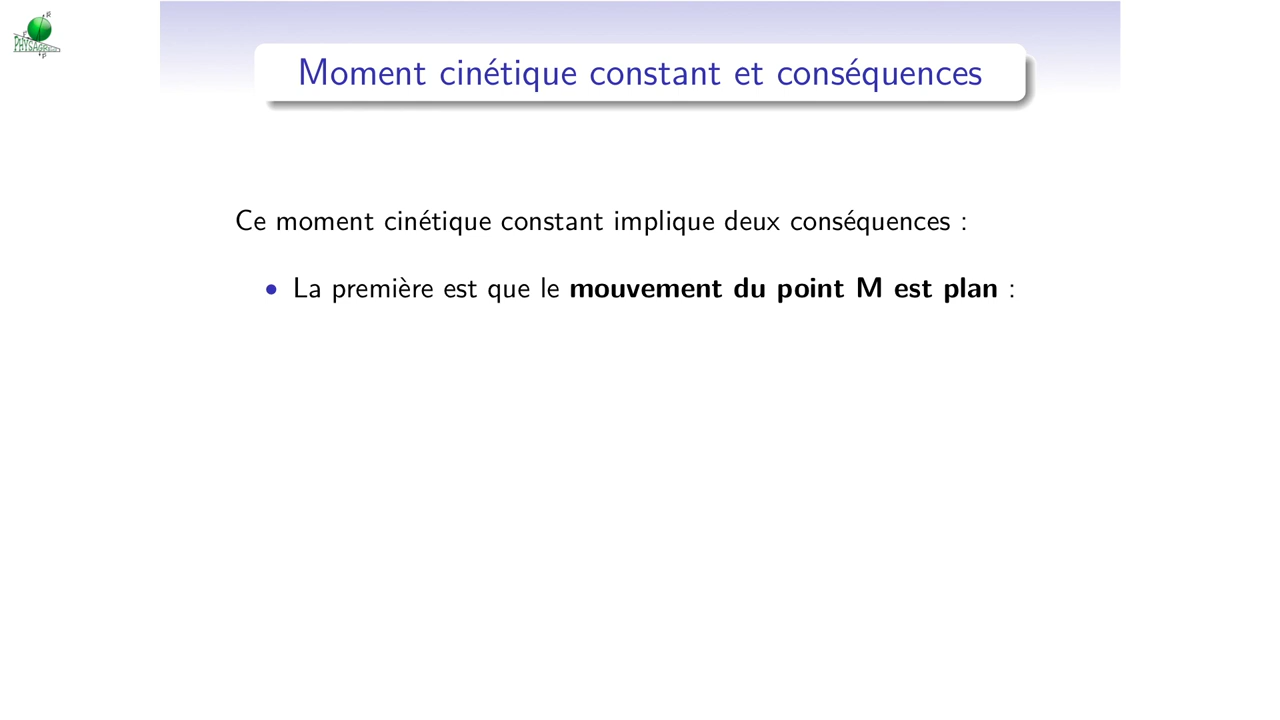 Moment cinétique constant et conséquences
Ce moment cinétique constant implique deux conséquences :
• La première est que le mouvement du point M est plan :